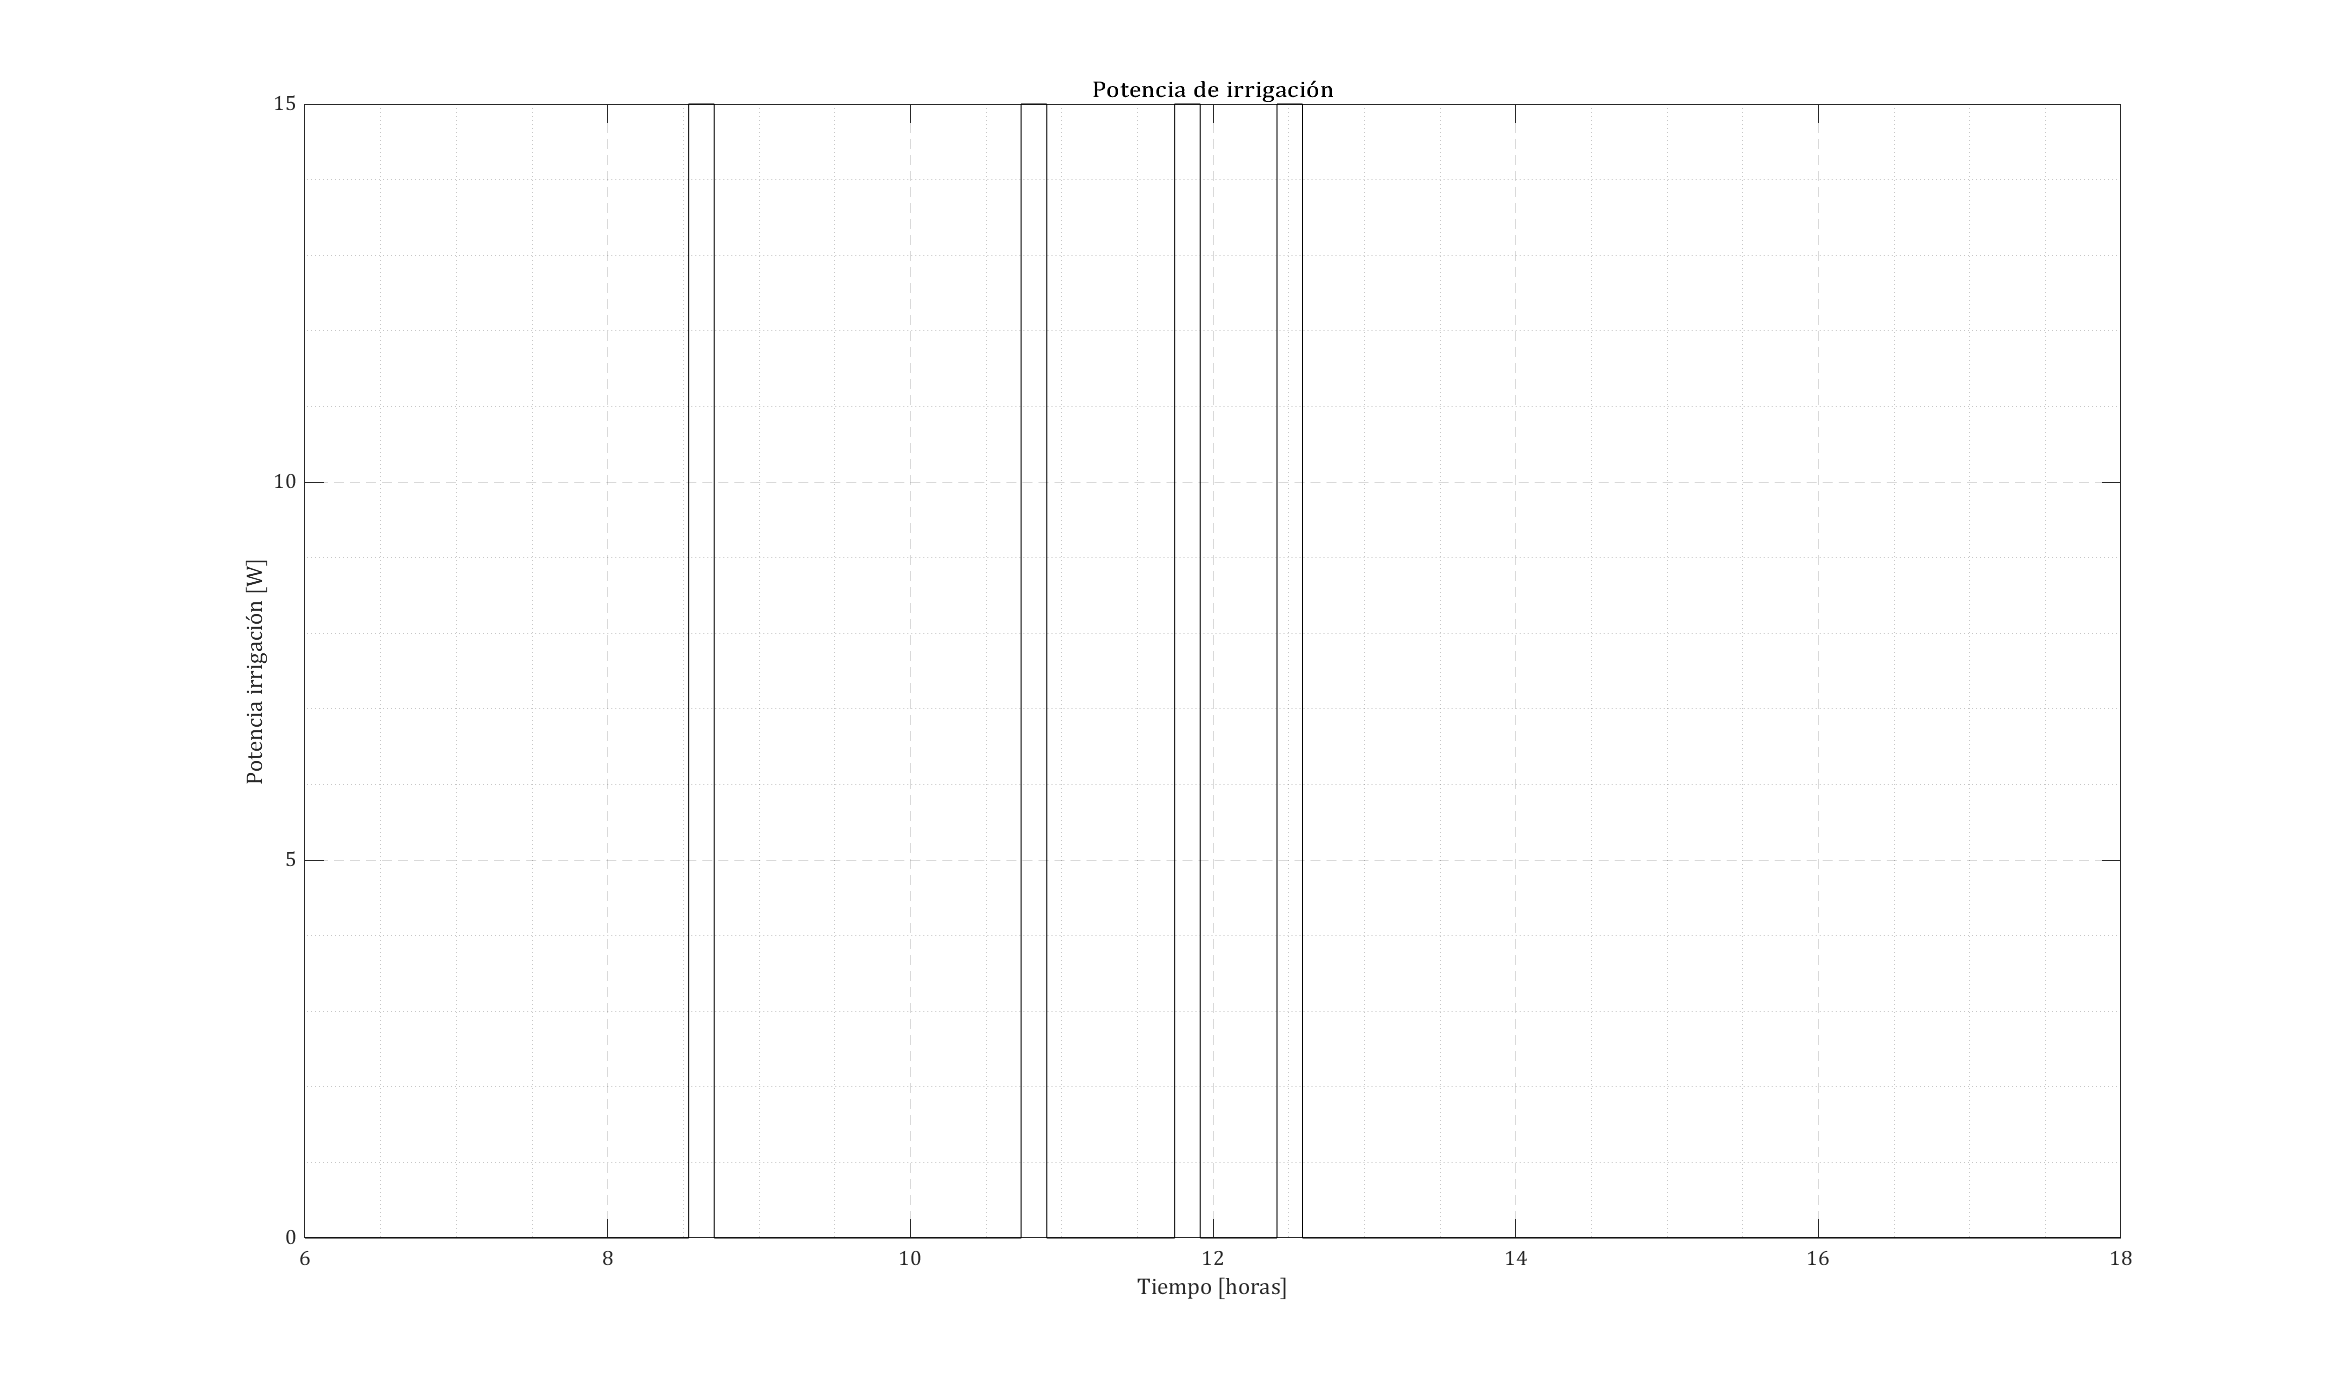 Potencia de irrigación
15
10
5
0
Potencia irrigación [W]
6 8 10 12 14 16 18
Tiempo [horas]